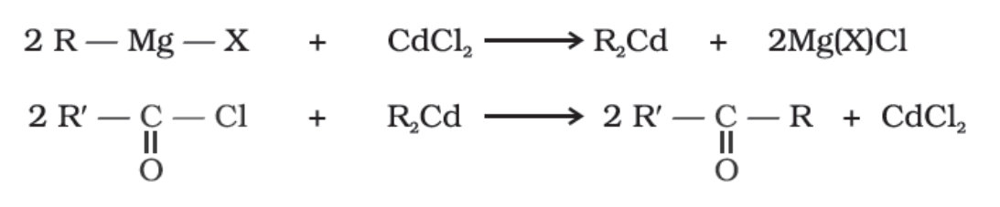 2 R — Mg — X + CdCl₂ ⟶ R₂Cd + 2Mg(X)Cl
2 R′ — C — Cl + R₂Cd ⟶ 2 R′ — C — R + CdCl₂
|| ||
O O